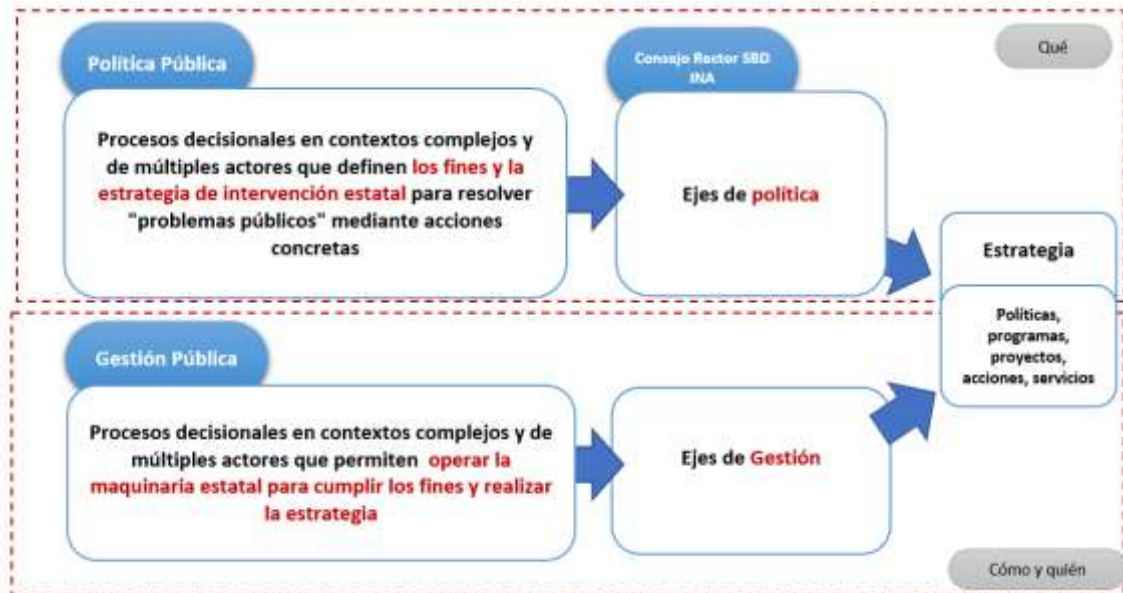 Qué
Política Pública
Consejo Rector SBD
INA
Procesos decisionales en contextos complejos y
de múltiples actores que definen los fines y la
estrategia de intervención estatal para resolver
"problemas públicos" mediante acciones
concretas
Ejes de política
Estrategia
Políticas,
programas,
proyectos,
acciones, servicios
Gestión Pública
Procesos decisionales en contextos complejos y de
múltiples actores que permiten operar la
maquinaria estatal para cumplir los fines y realizar
la estrategia
Ejes de Gestión
Cómo y quién